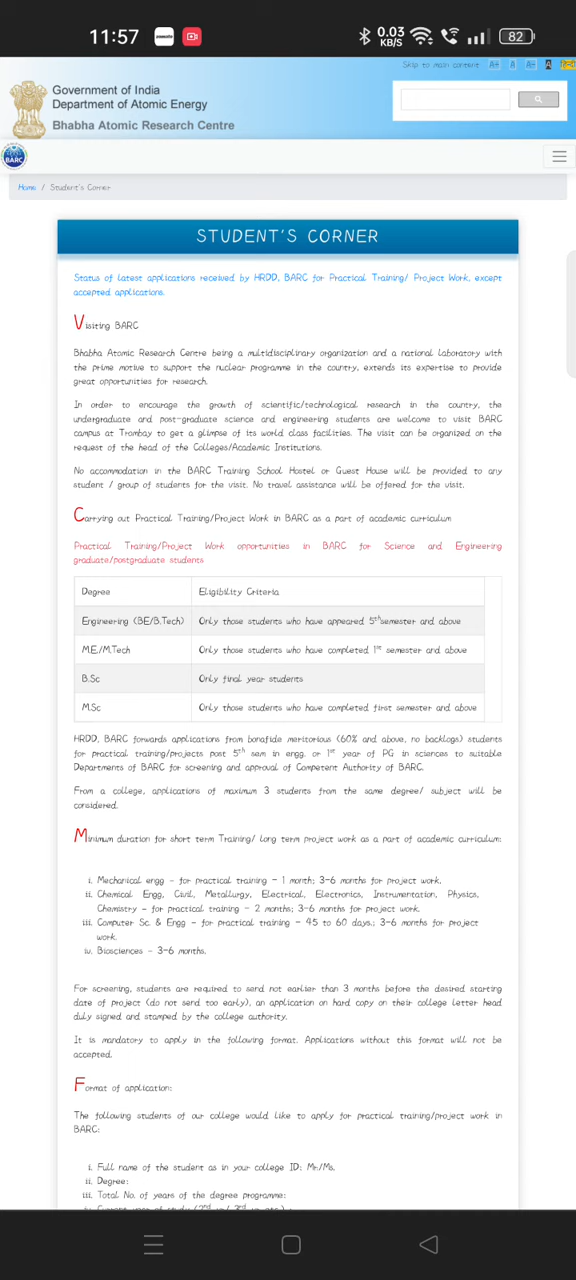 11:57
0.03
KB/S
82
Skip to main content A+ A A+ A
Government of India
Department of Atomic Energy
Bhabha Atomic Research Centre
BARC
Home / Student's Corner
STUDENT'S CORNER
Status of latest applications received by HRDD, BARC for Practical Training/ Project Work, except
accepted applications.
Visiting BARC
Bhabha Atomic Research Centre being a multidisciplinary organization and a national laboratory with
the prime motive to support the nuclear programme in the country, extends its expertise to provide
great opportunities for research.
In order to encourage the growth of scientific/technological research in the country, the
undergraduate and post-graduate science and engineering students are welcome to visit BARC
campus at Trombay to get a glimpse of its world class facilities. The visit can be organized on the
request of the head of the Colleges/Academic Institutions.
No accommodation in the BARC Training School Hostel or Guest House will be provided to any
student / group of students for the visit. No travel assistance will be offered for the visit.
Carrying out Practical Training/Project Work in BARC as a part of academic curriculum
Practical Training/Project Work opportunities in BARC for Science and Engineering
graduate/postgraduate students
Degree Eligibility Criteria
Engineering (BE/B.Tech) Only those students who have appeared 5th semester and above
M.E./M.Tech Only those students who have completed 1st semester and above
B.Sc Only final year students
M.Sc Only those students who have completed first semester and above
HRDD, BARC forwards applications from bonafide meritorious (60% and above, no backlogs) students
for practical training/projects post 5th sem in engg. or 1st year of PG in sciences to suitable
Departments of BARC for screening and approval of Competent Authority of BARC.
From a college, applications of maximum 3 students from the same degree/ subject will be
considered.
Minimum duration for short term Training/ long term project work as a part of academic curriculum:
i. Mechanical engg - for practical training - 1 month; 3-6 months for project work.
ii. Chemical Engg, Civil, Metallurgy, Electrical, Electronics, Instrumentation, Physics,
Chemistry - for practical training - 2 months; 3-6 months for project work.
iii. Computer Sc. & Engg - for practical training - 45 to 60 days.; 3-6 months for project
work.
iv. Biosciences - 3-6 months.
For screening, students are required to send not earlier than 3 months before the desired starting
date of project (do not send too early), an application on hard copy on their college letter head
duly signed and stamped by the college authority.
It is mandatory to apply in the following format. Applications without this format will not be
accepted.
Format of application:
The following students of our college would like to apply for practical training/project work in
BARC:
i. Full name of the student as in your college ID: Mr./Ms.
ii. Degree:
iii. Total No. of years of the degree programme: